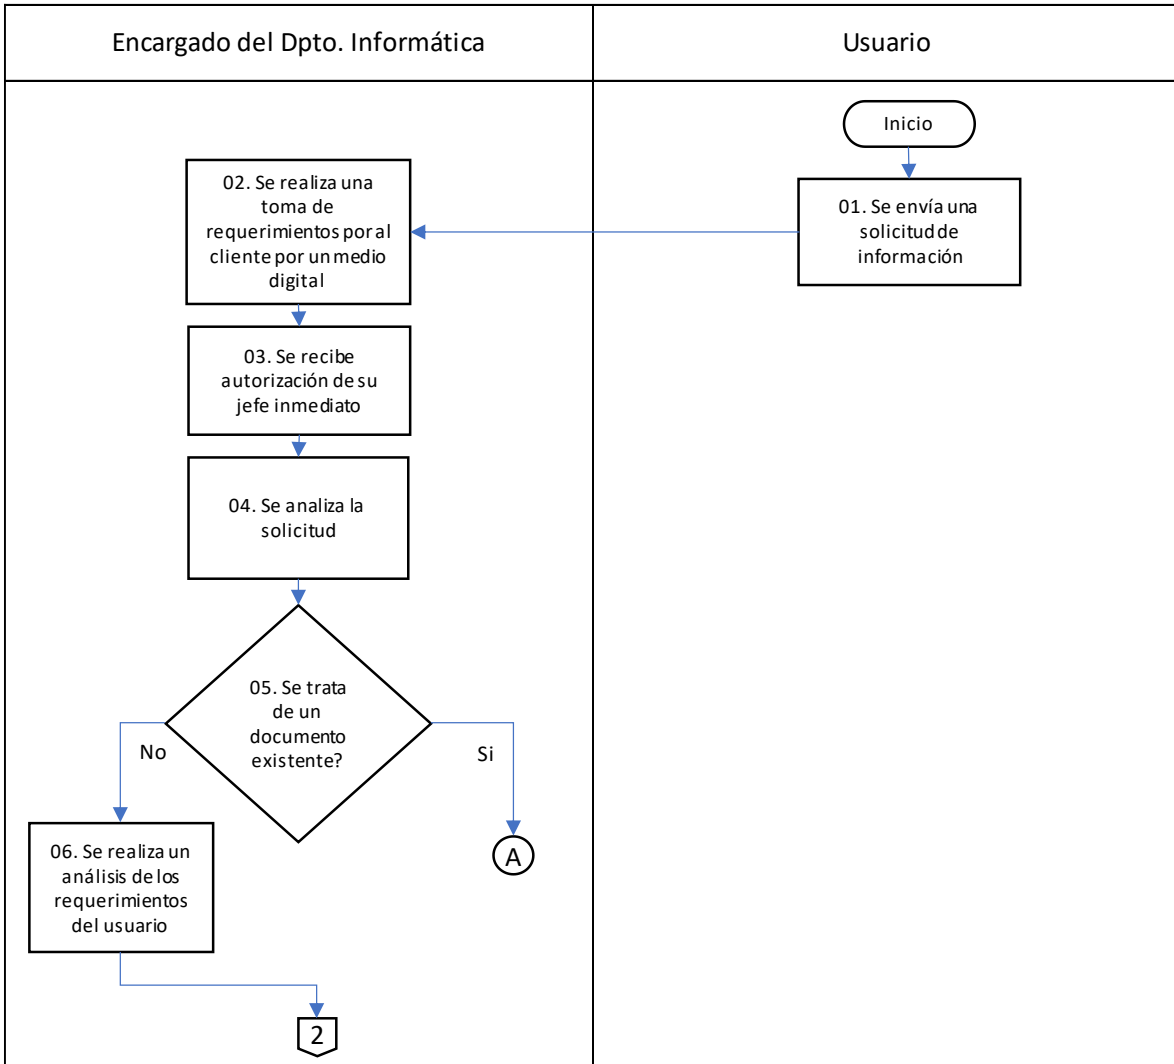 Encargado del Dpto. Informática
Usuario
Inicio
01. Se envía una
solicitud de
información
02. Se realiza una
toma de
requerimientos por al
cliente por un medio
digital
03. Se recibe
autorización de su
jefe inmediato
04. Se analiza la
solicitud
05. Se trata
de un
documento
existente?
No
Si
06. Se realiza un
análisis de los
requerimientos
del usuario
A
2